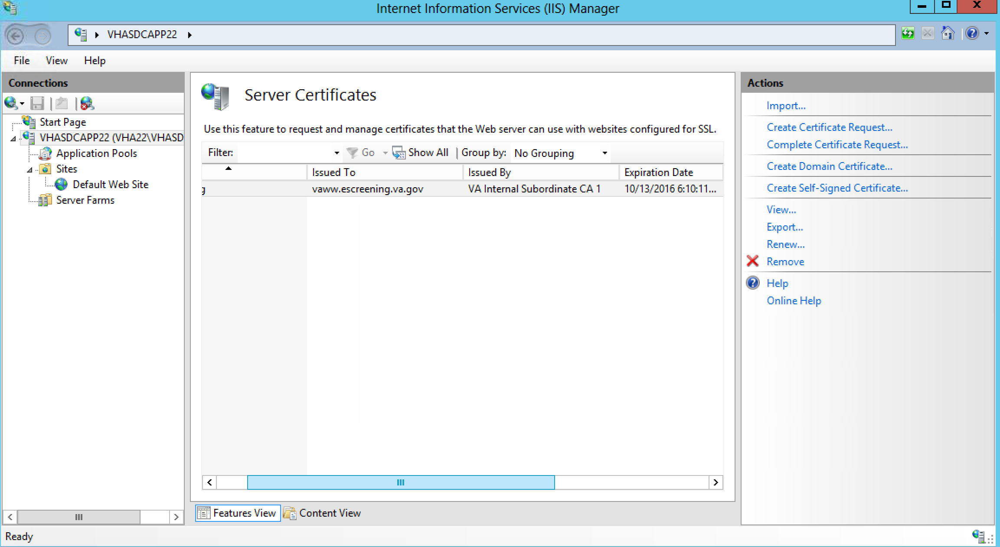 Internet Information Services (IIS) Manager
VHASDCAPP22
File View Help
Connections
Start Page
VHASDCAPP22 (VHA22\VHASD
Application Pools
Sites
Default Web Site
Server Farms
Server Certificates
Use this feature to request and manage certificates that the Web server can use with websites configured for SSL.
Filter: Go Show All Group by: No Grouping
Issued To Issued By Expiration Date
g vaww.escreening.va.gov VA Internal Subordinate CA 1 10/13/2016 6:10:11...
Features View Content View
Actions
Import...
Create Certificate Request...
Complete Certificate Request...
Create Domain Certificate...
Create Self-Signed Certificate...
View...
Export...
Renew...
Remove
Help
Online Help
Ready